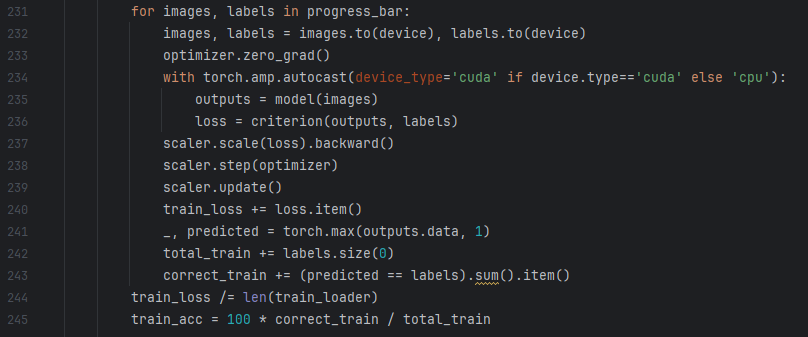 231 for images, labels in progress_bar:
232 images, labels = images.to(device), labels.to(device)
233 optimizer.zero_grad()
234 with torch.amp.autocast(device_type='cuda' if device.type=='cuda' else 'cpu'):
235 outputs = model(images)
236 loss = criterion(outputs, labels)
237 scaler.scale(loss).backward()
238 scaler.step(optimizer)
239 scaler.update()
240 train_loss += loss.item()
241 _, predicted = torch.max(outputs.data, 1)
242 total_train += labels.size(0)
243 correct_train += (predicted == labels).sum().item()
244 train_loss /= len(train_loader)
245 train_acc = 100 * correct_train / total_train